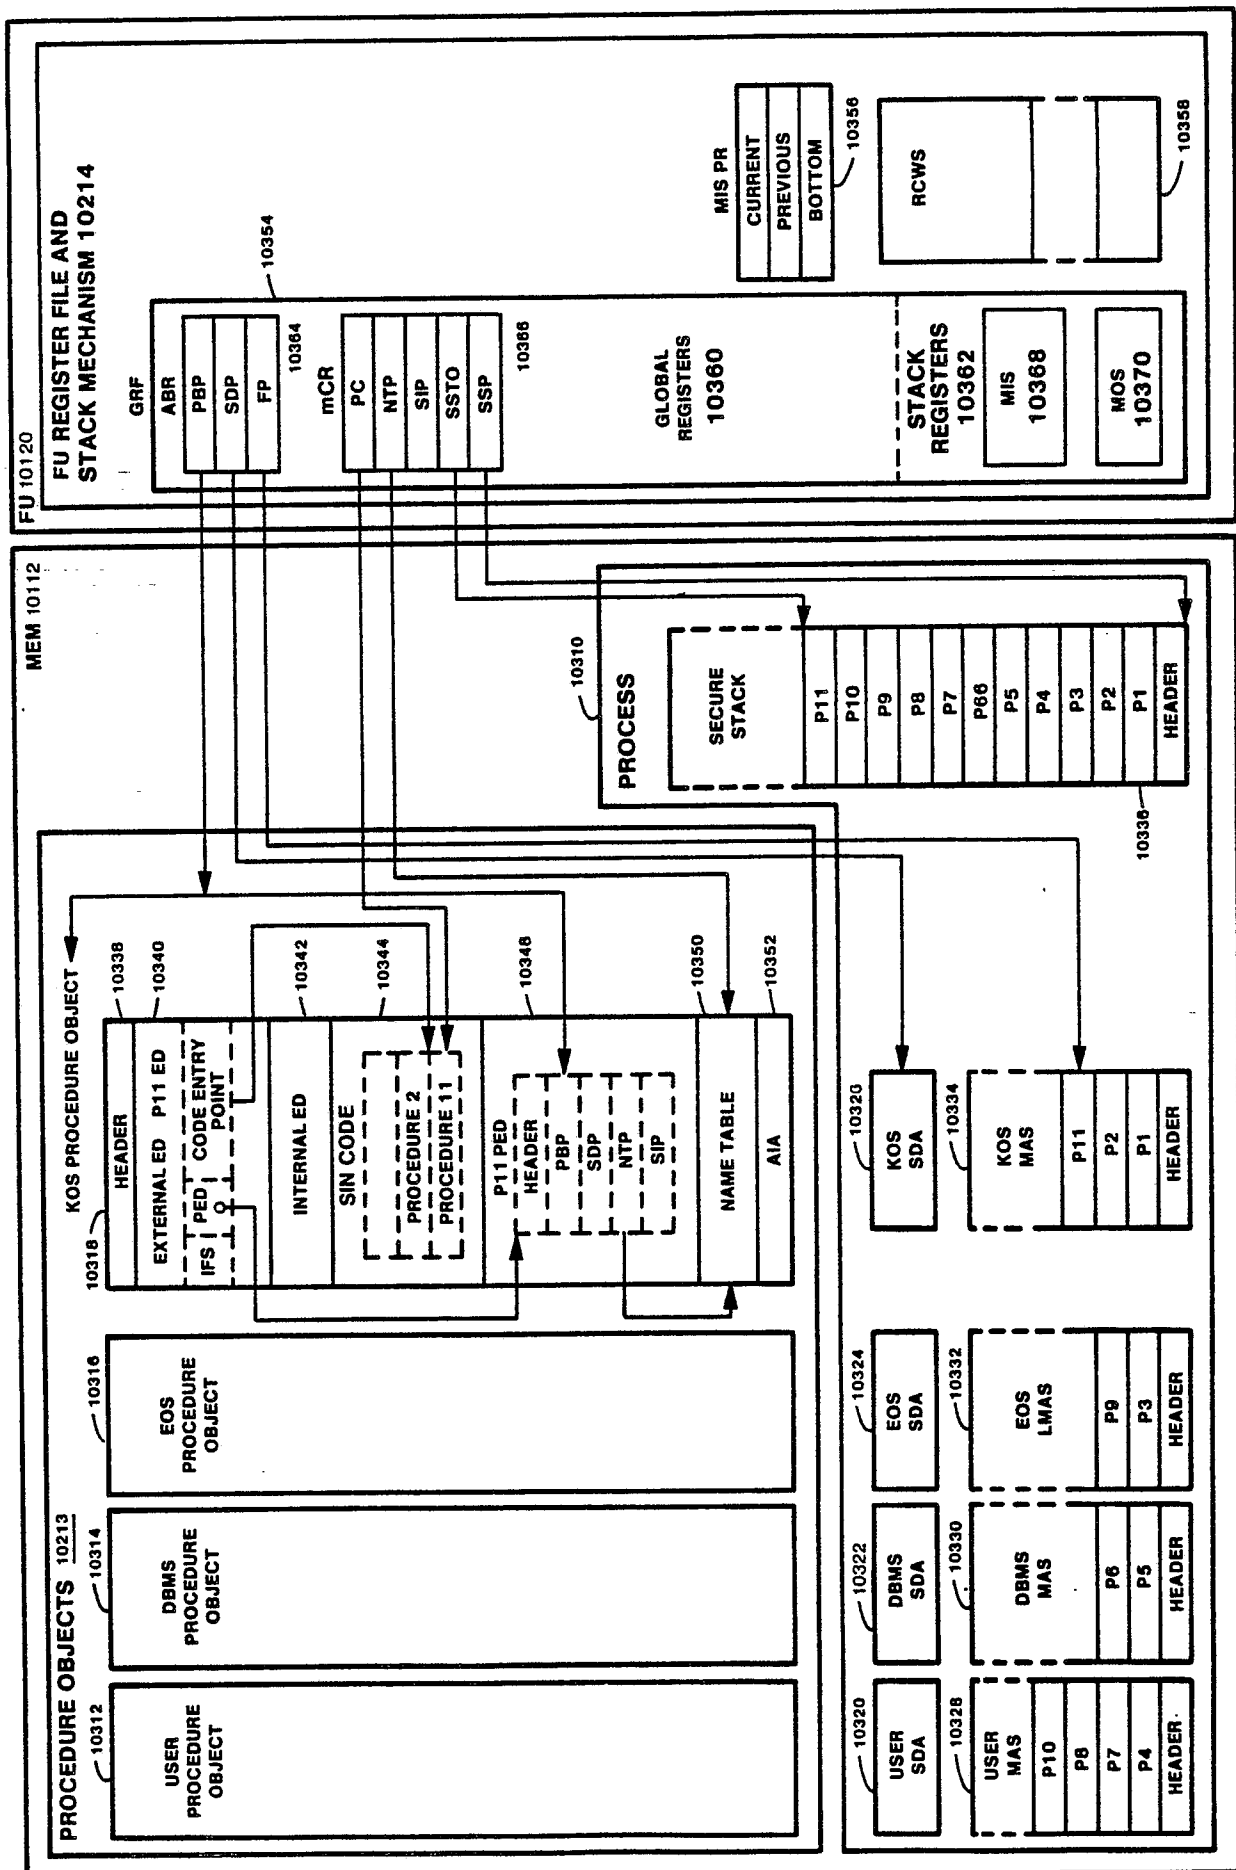 PROCEDURE OBJECTS 10213
MEM 10112
10312
USER
PROCEDURE
OBJECT
10314
DBMS
PROCEDURE
OBJECT
10316
EOS
PROCEDURE
OBJECT
KOS PROCEDURE OBJECT
10318
HEADER
10338
EXTERNAL ED P11 ED
10340
IFS
PED
CODE ENTRY
POINT
INTERNAL ED
10342
SIN CODE
10344
PROCEDURE 2
PROCEDURE 11
P11 PED
10348
HEADER
PBP
SDP
NTP
SIP
NAME TABLE
10350
AIA
10352
10310
PROCESS
SECURE
STACK
P11
P10
P9
P8
P7
P66
P5
P4
P3
P2
P1
HEADER
10336
10320
USER
SDA
10322
DBMS
SDA
10324
EOS
SDA
10326
KOS
SDA
10328
USER
MAS
P10
P8
P7
P4
HEADER
10330
DBMS
MAS
P6
P5
HEADER
10332
EOS
LMAS
P9
P3
HEADER
10334
KOS
MAS
P11
P2
P1
HEADER
FU 10120
FU REGISTER FILE AND
STACK MECHANISM 10214
GRF
10354
ABR
PBP
SDP
FP
10364
mCR
PC
NTP
SIP
SSTO
SSP
10366
GLOBAL
REGISTERS
10360
STACK
REGISTERS
10362
MIS
10368
MOS
10370
MIS PR
CURRENT
PREVIOUS
BOTTOM
10356
RCWS
10358